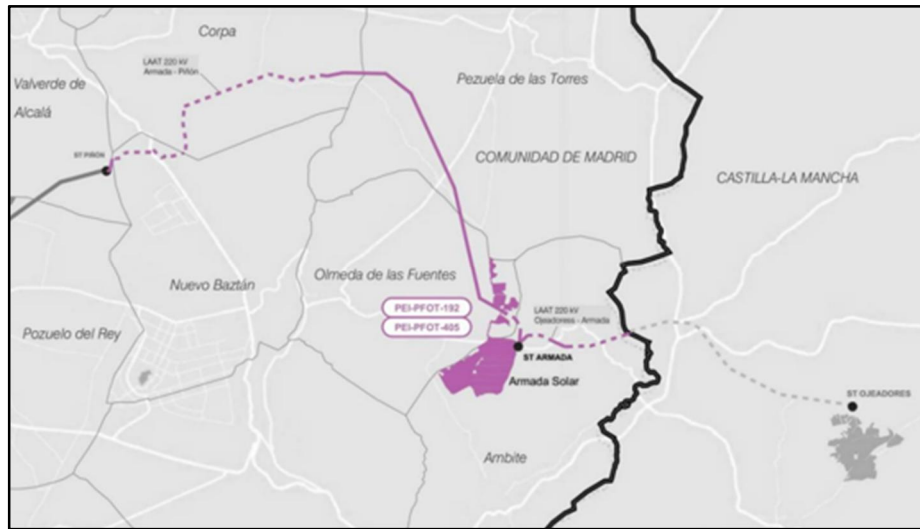 Corpa
LAAT 220 kV
Armada - Piñón
Pezuela de las Torres
Valverde de
Alcalá
ST PIÑÓN
COMUNIDAD DE MADRID
CASTILLA-LA MANCHA
Nuevo Baztán
Olmeda de las Fuentes
PEI-PFOT-192
PEI-PFOT-405
LAAT 220 kV
Ojeadoress - Armada
Pozuelo del Rey
ST ARMADA
Armada Solar
ST OJEADORES
Ambite